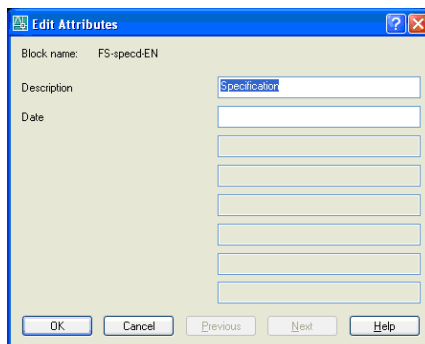 Edit Attributes
Block name: FS-specd-EN
Description Specification
Date
OK Cancel Previous Next Help